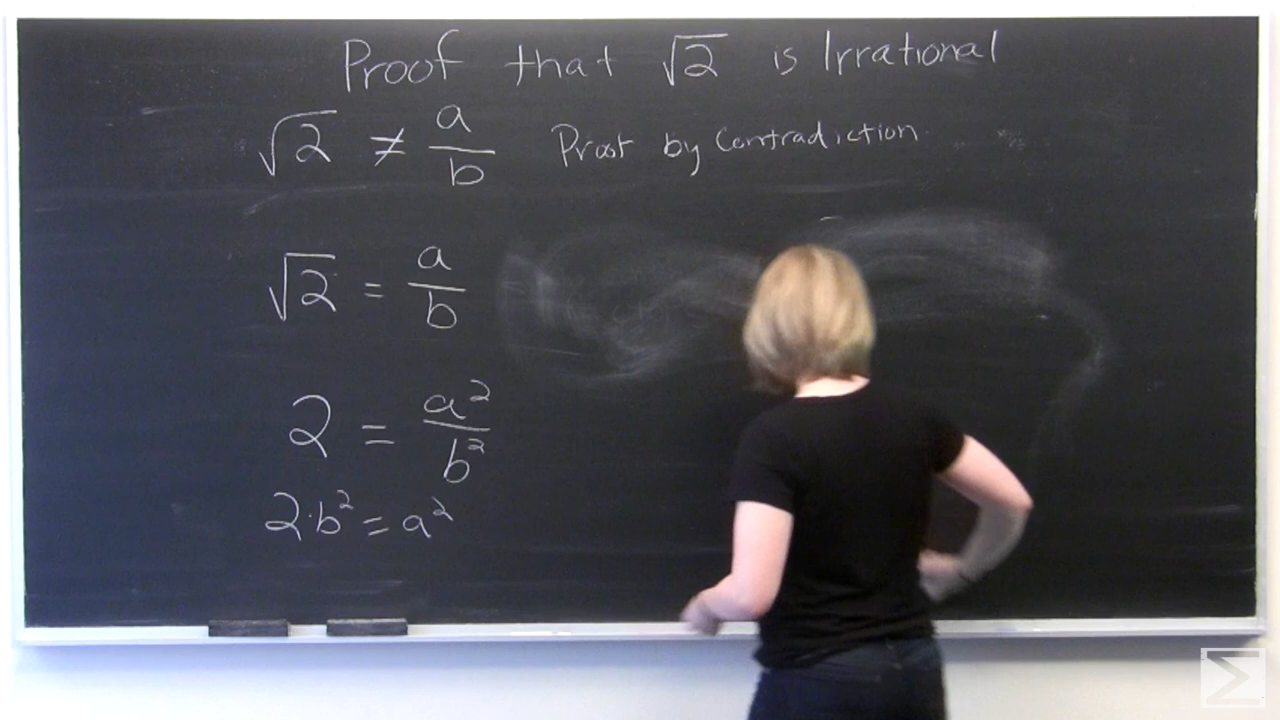 Proof that √2 is Irrational
√2 ≠ a/b Proof by Contradiction.
√2 = a/b
2 = a²/b²
2·b² = a²
Σ